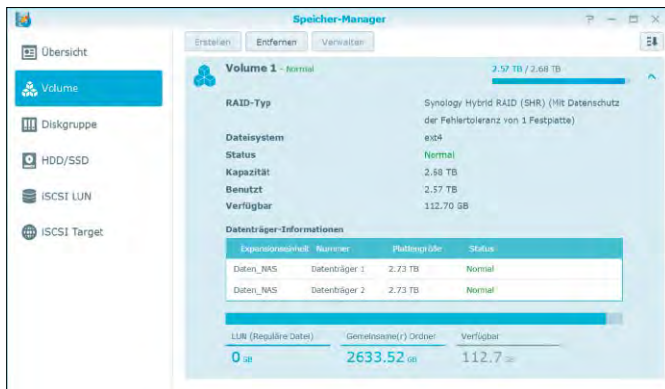 Speicher-Manager
Übersicht
Volume
Diskgruppe
HDD/SSD
iSCSI LUN
iSCSI Target
Erstellen Entfernen Verwalten
Volume 1 - Normal 2.57 TB / 2.68 TB
RAID-Typ Synology Hybrid RAID (SHR) (Mit Datenschutz
der Fehlertoleranz von 1 Festplatte)
Dateisystem ext4
Status Normal
Kapazität 2.68 TB
Benutzt 2.57 TB
Verfügbar 112.70 GB
Datenträger-Informationen
Expansionseinheit Nummer Plattengröße Status
Daten_NAS Datenträger 1 2.73 TB Normal
Daten_NAS Datenträger 2 2.73 TB Normal
LUN (Reguläre Datei) Gemeinsame(r) Ordner Verfügbar
0 GB 2633.52 GB 112.7 GB